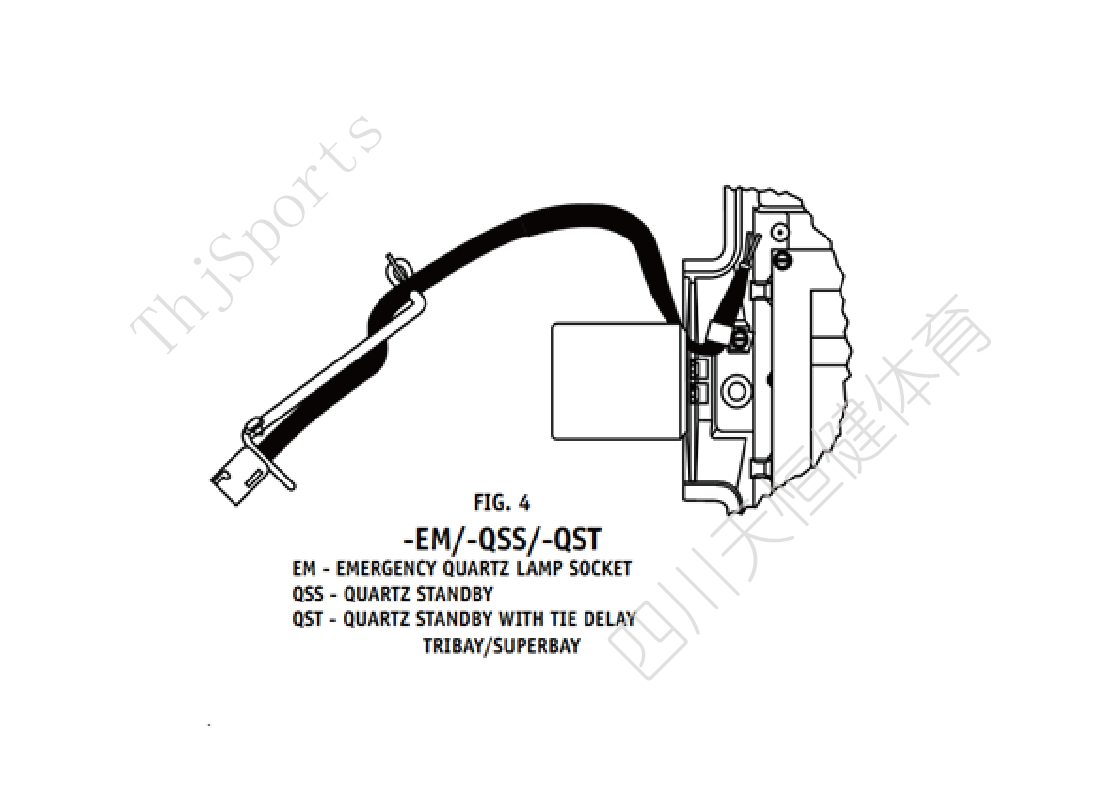 ThjSports
FIG. 4
-EM/-QSS/-QST
EM - EMERGENCY QUARTZ LAMP SOCKET
QSS - QUARTZ STANDBY
QST - QUARTZ STANDBY WITH TIE DELAY
TRIBAY/SUPERBAY
四川天恒健体育